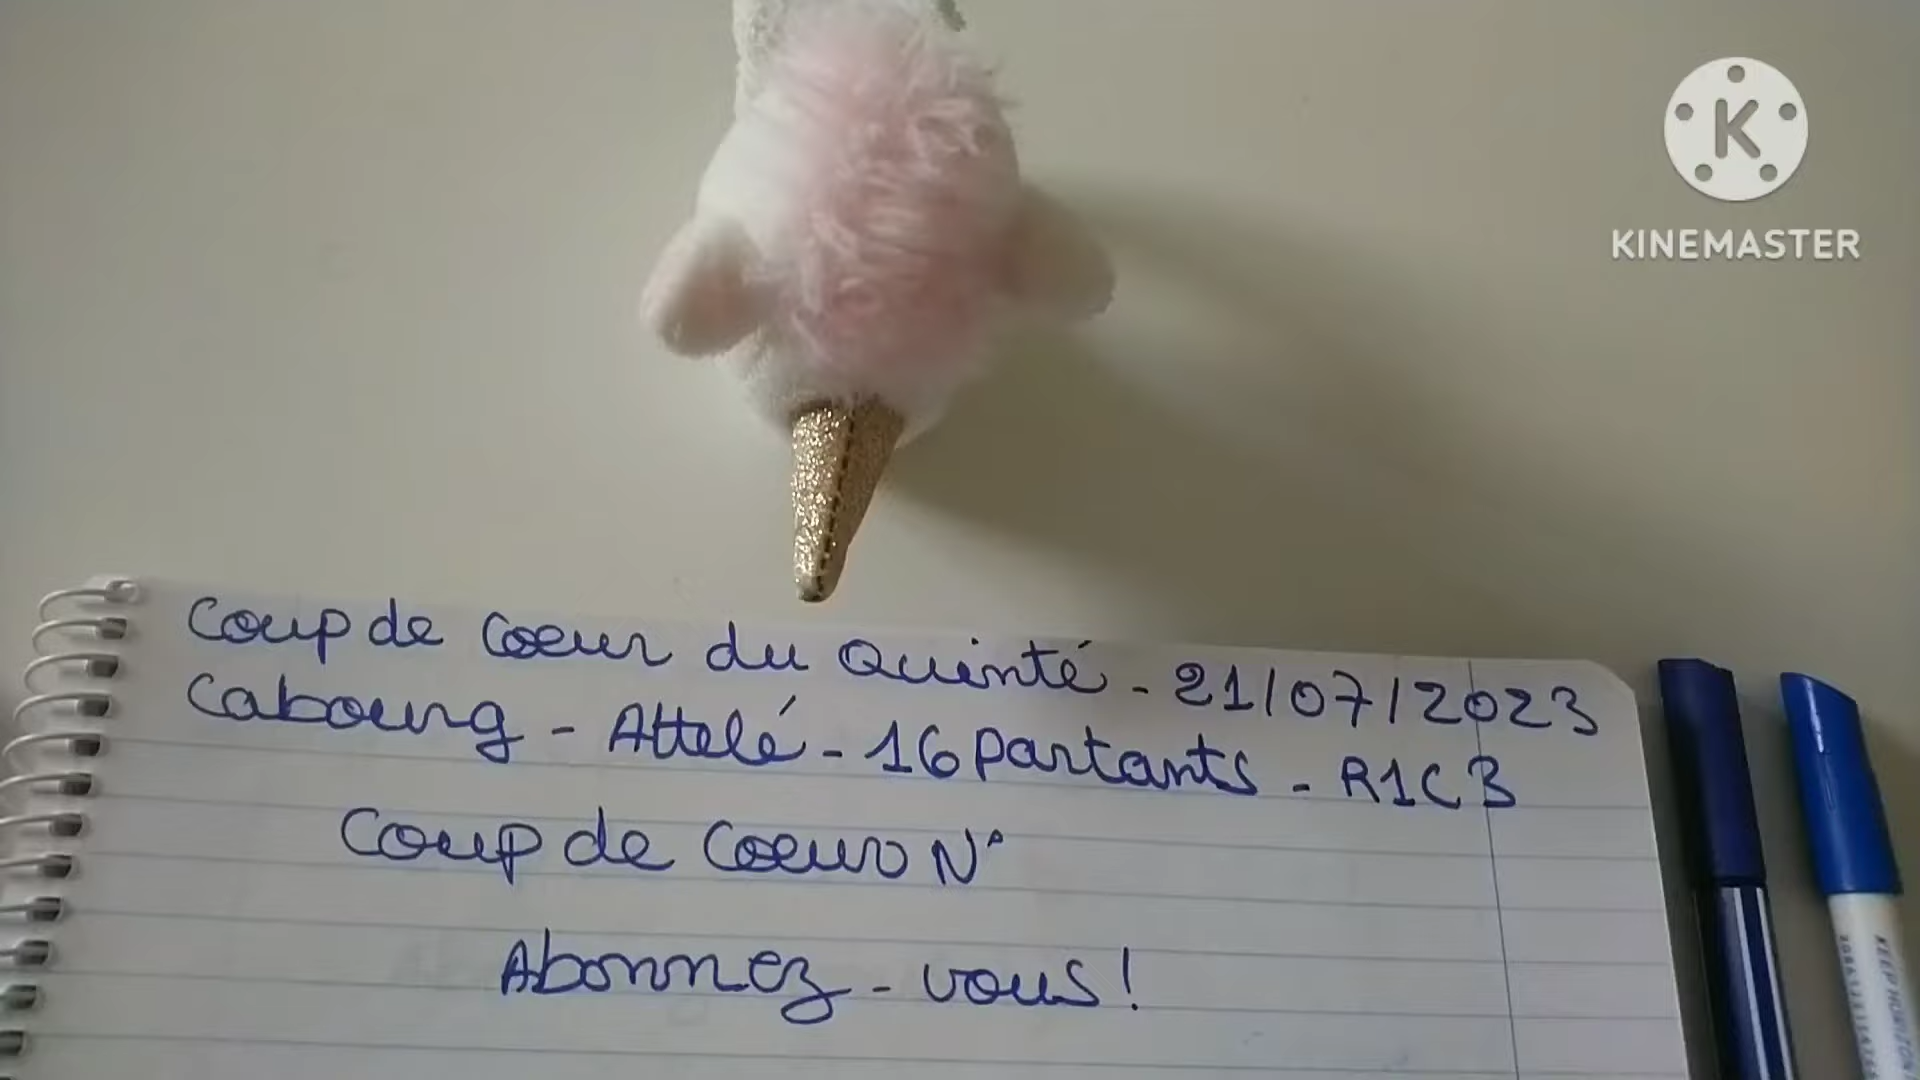 K
KINEMASTER
Coup de Coeur du Quinté - 21/07/2023
Cabourg - Attelé - 16 Partants - R1C3
Coup de Coeur N°
Abonnez-vous!